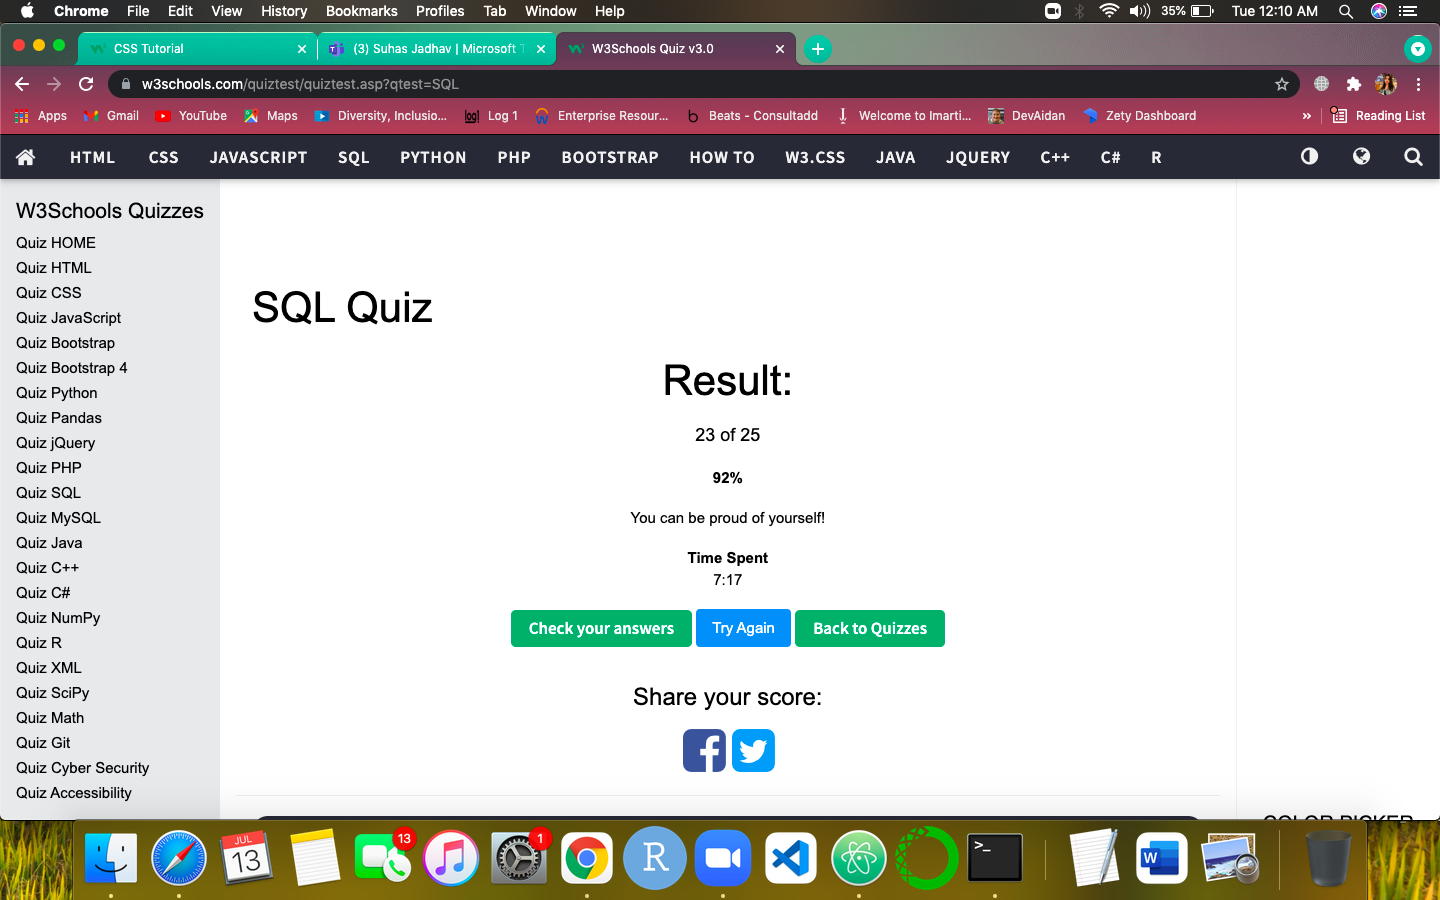 Chrome File Edit View History Bookmarks Profiles Tab Window Help 35% Tue 12:10 AM
CSS Tutorial (3) Suhas Jadhav | Microsoft T W3Schools Quiz v3.0
w3schools.com/quiztest/quiztest.asp?qtest=SQL
Apps Gmail YouTube Maps Diversity, Inclusio... log! Log 1 Enterprise Resour... b Beats - Consultadd Welcome to Imarti... DevAidan Zety Dashboard » Reading List
HTML CSS JAVASCRIPT SQL PYTHON PHP BOOTSTRAP HOW TO W3.CSS JAVA JQUERY C++ C# R
W3Schools Quizzes
Quiz HOME
Quiz HTML
Quiz CSS
Quiz JavaScript
Quiz Bootstrap
Quiz Bootstrap 4
Quiz Python
Quiz Pandas
Quiz jQuery
Quiz PHP
Quiz SQL
Quiz MySQL
Quiz Java
Quiz C++
Quiz C#
Quiz NumPy
Quiz R
Quiz XML
Quiz SciPy
Quiz Math
Quiz Git
Quiz Cyber Security
Quiz Accessibility
SQL Quiz
Result:
23 of 25
92%
You can be proud of yourself!
Time Spent
7:17
Check your answers Try Again Back to Quizzes
Share your score:
COLOR PICKER
JUL
13
13
1
R
>_
W